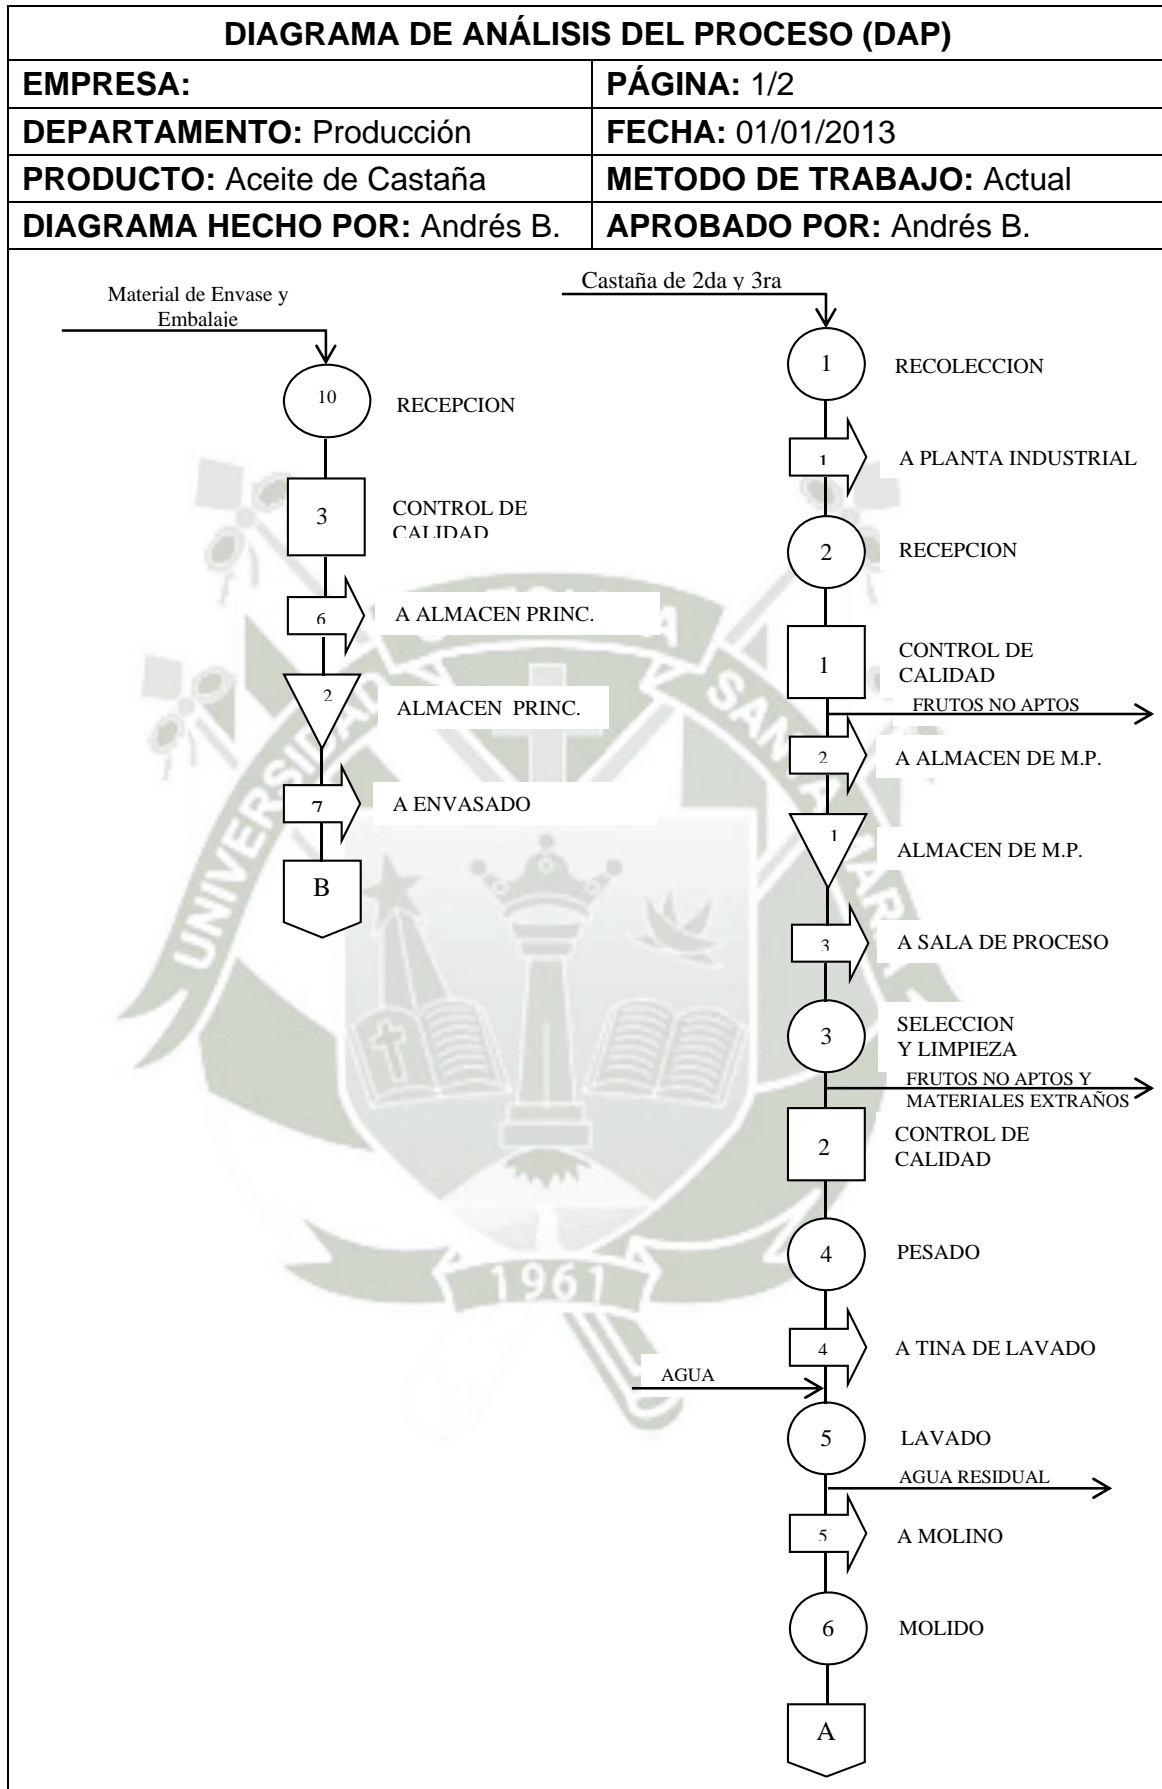 DIAGRAMA DE ANÁLISIS DEL PROCESO (DAP)
EMPRESA:
PÁGINA: 1/2
DEPARTAMENTO: Producción
FECHA: 01/01/2013
PRODUCTO: Aceite de Castaña
METODO DE TRABAJO: Actual
DIAGRAMA HECHO POR: Andrés B.
APROBADO POR: Andrés B.
Material de Envase y
Embalaje
10
RECEPCION
3
CONTROL DE
CALIDAD
6
A ALMACEN PRINC.
2
ALMACEN PRINC.
7
A ENVASADO
B
Castaña de 2da y 3ra
1
RECOLECCION
1
A PLANTA INDUSTRIAL
2
RECEPCION
1
CONTROL DE
CALIDAD
FRUTOS NO APTOS
2
A ALMACEN DE M.P.
1
ALMACEN DE M.P.
3
A SALA DE PROCESO
3
SELECCION
Y LIMPIEZA
FRUTOS NO APTOS Y
MATERIALES EXTRAÑOS
2
CONTROL DE
CALIDAD
4
PESADO
4
A TINA DE LAVADO
AGUA
5
LAVADO
AGUA RESIDUAL
5
A MOLINO
6
MOLIDO
A
UNIVERSIDAD
SANTA MARIA
1961